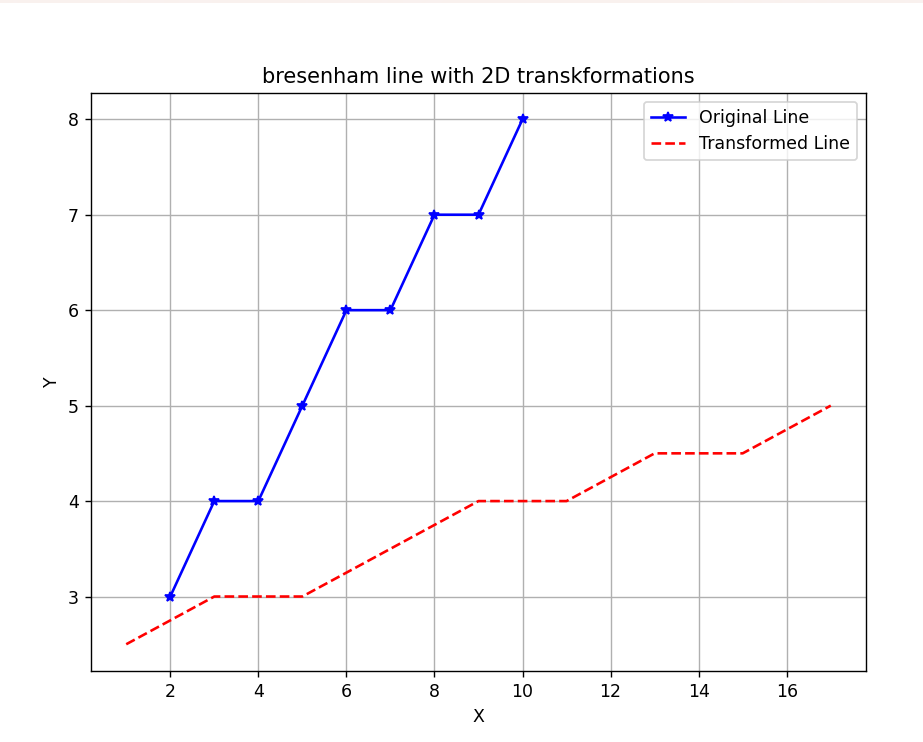 bresenham line with 2D transkformations
Original Line
Transformed Line
8
7
6
5
4
3
Y
2 4 6 8 10 12 14 16
X